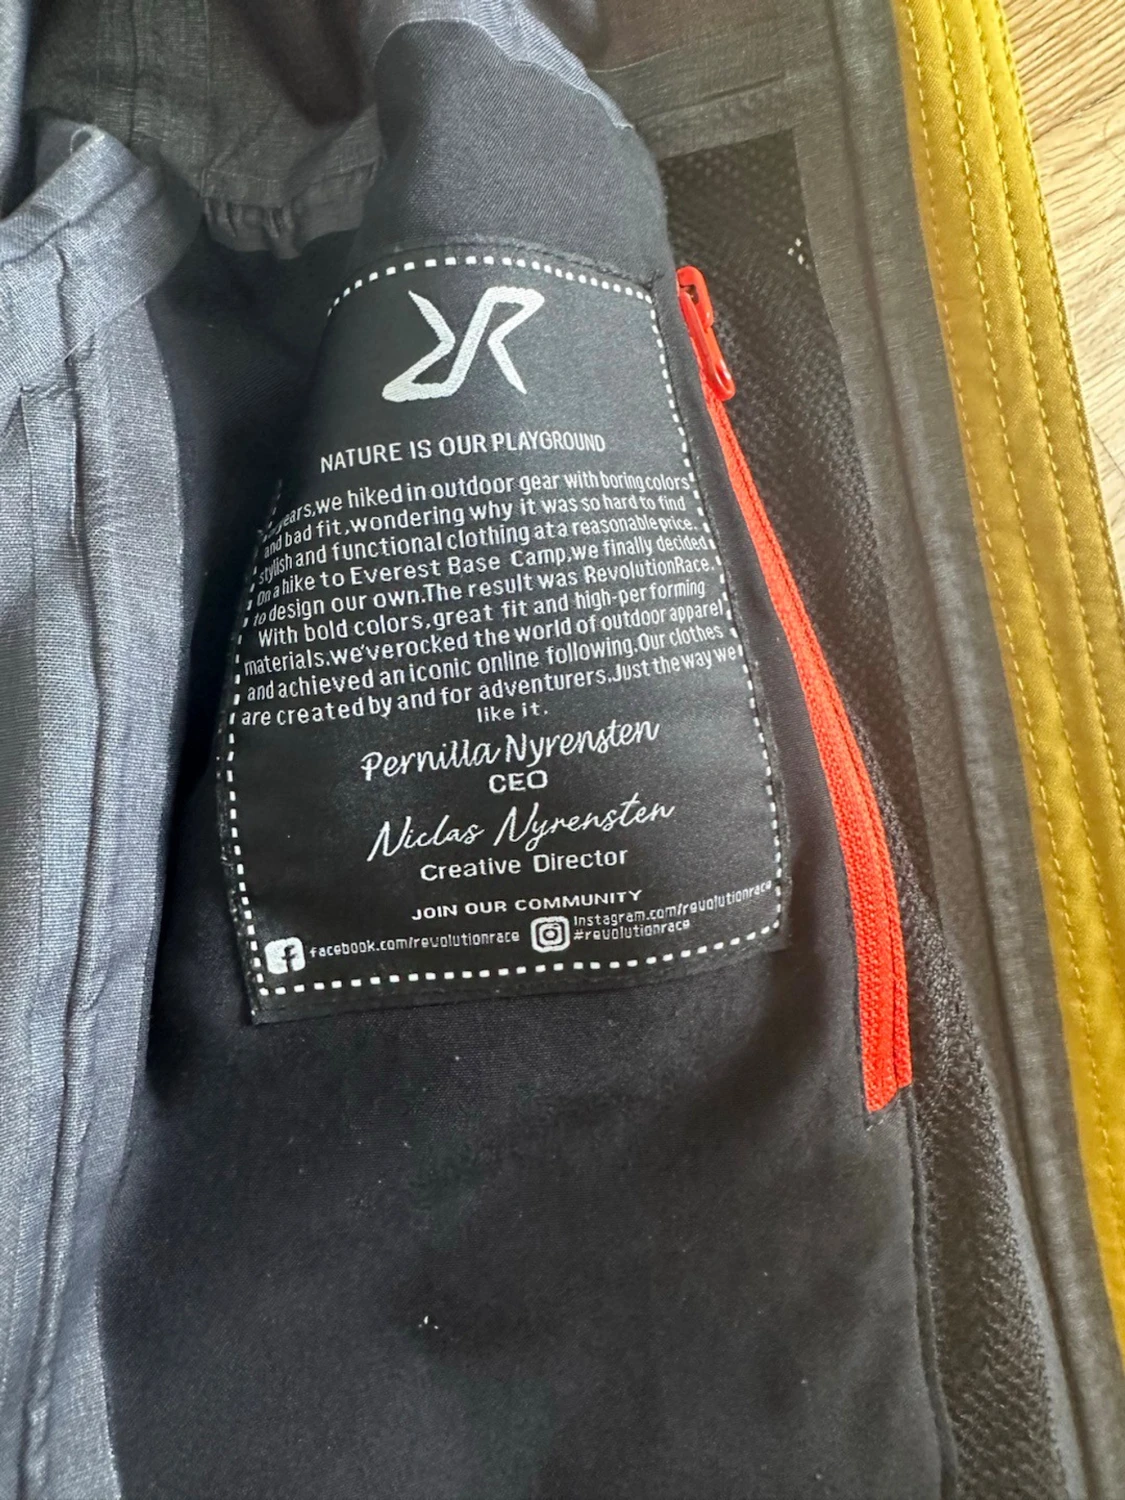 NATURE IS OUR PLAYGROUND
years, we hiked in outdoor gear with boring colors
and bad fit, wondering why it was so hard to find
stylish and functional clothing at a reasonable price.
On a hike to Everest Base Camp, we finally decided
to design our own. The result was RevolutionRace.
With bold colors, great fit and high-performing
materials. we've rocked the world of outdoor apparel
and achieved an iconic online following. Our clothes
are created by and for adventurers. Just the way we
like it.
Pernilla Nyrensten
CEO
Niclas Nyrensten
Creative Director
JOIN OUR COMMUNITY
facebook.com/revolutionrace
instagram.com/revolutionrace
#revolutionrace